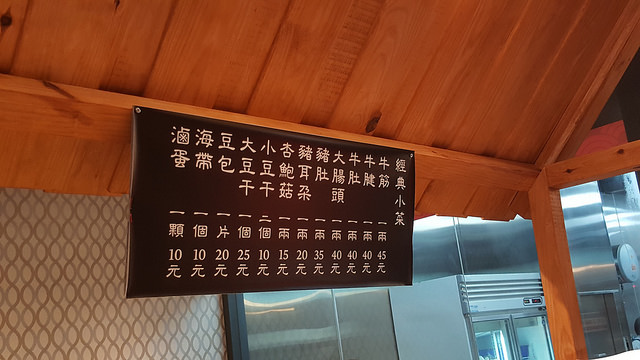 經典小菜
牛筋 一兩 45元
牛腱 一兩 40元
牛肚 一兩 40元
大腸頭 一兩 40元
豬肚 一兩 35元
豬耳朵 一兩 20元
杏鮑菇 一兩 15元
小豆干 二個 10元
大豆干 一個 25元
豆包 一片 20元
海帶 一個 10元
滷蛋 一顆 10元